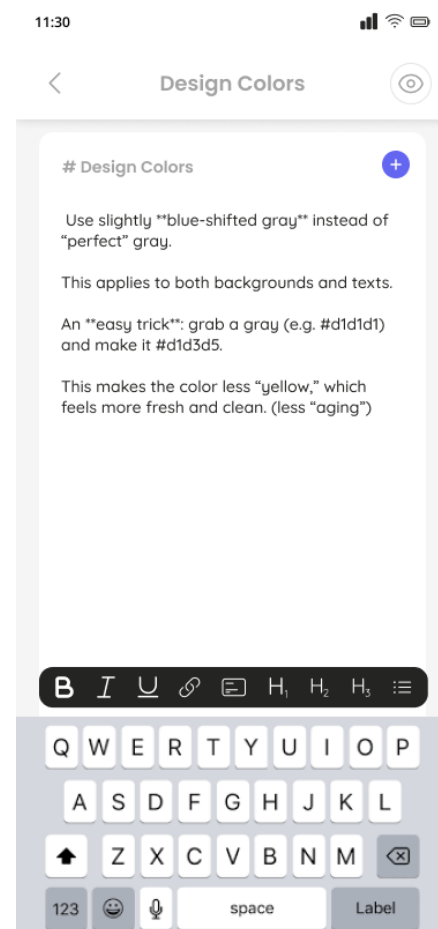 11:30
Design Colors
# Design Colors
+
Use slightly **blue-shifted gray** instead of
“perfect” gray.
This applies to both backgrounds and texts.
An **easy trick**: grab a gray (e.g. #d1d1d1)
and make it #d1d3d5.
This makes the color less “yellow,” which
feels more fresh and clean. (less “aging”)
B I U H1 H2 H3
Q W E R T Y U I O P
A S D F G H J K L
Z X C V B N M
123 space Label